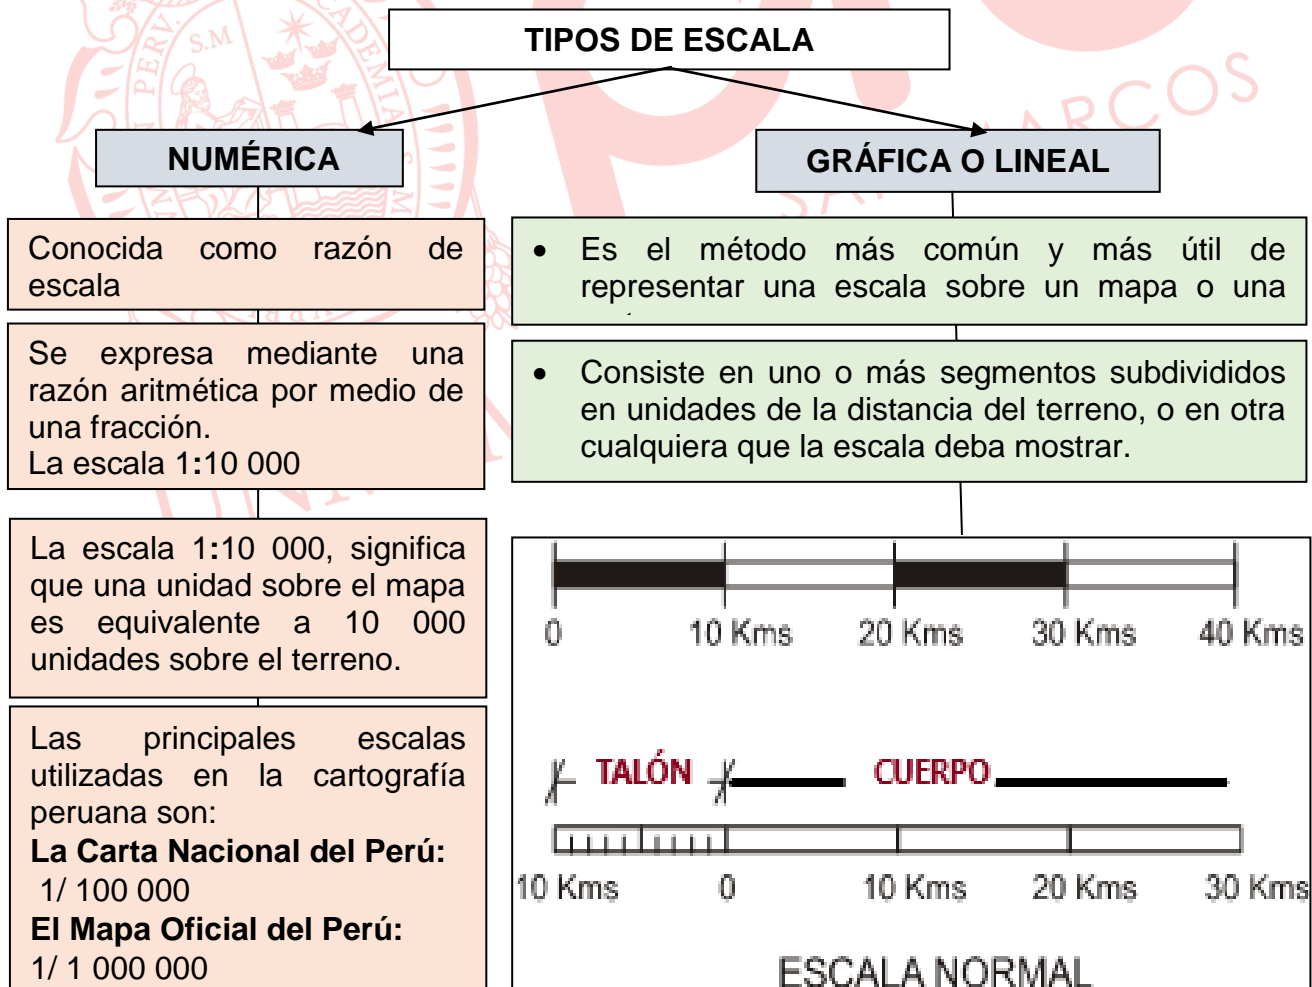 TIPOS DE ESCALA
NUMÉRICA
Conocida como razón de
escala
Se expresa mediante una
razón aritmética por medio de
una fracción.
La escala 1:10 000
La escala 1:10 000, significa
que una unidad sobre el mapa
es equivalente a 10 000
unidades sobre el terreno.
Las principales escalas
utilizadas en la cartografía
peruana son:
La Carta Nacional del Perú:
1/ 100 000
El Mapa Oficial del Perú:
1/ 1 000 000
GRÁFICA O LINEAL
• Es el método más común y más útil de
representar una escala sobre un mapa o una
• Consiste en uno o más segmentos subdivididos
en unidades de la distancia del terreno, o en otra
cualquiera que la escala deba mostrar.
0 10 Kms 20 Kms 30 Kms 40 Kms
TALÓN CUERPO
10 Kms 0 10 Kms 20 Kms 30 Kms
ESCALA NORMAL
S.M